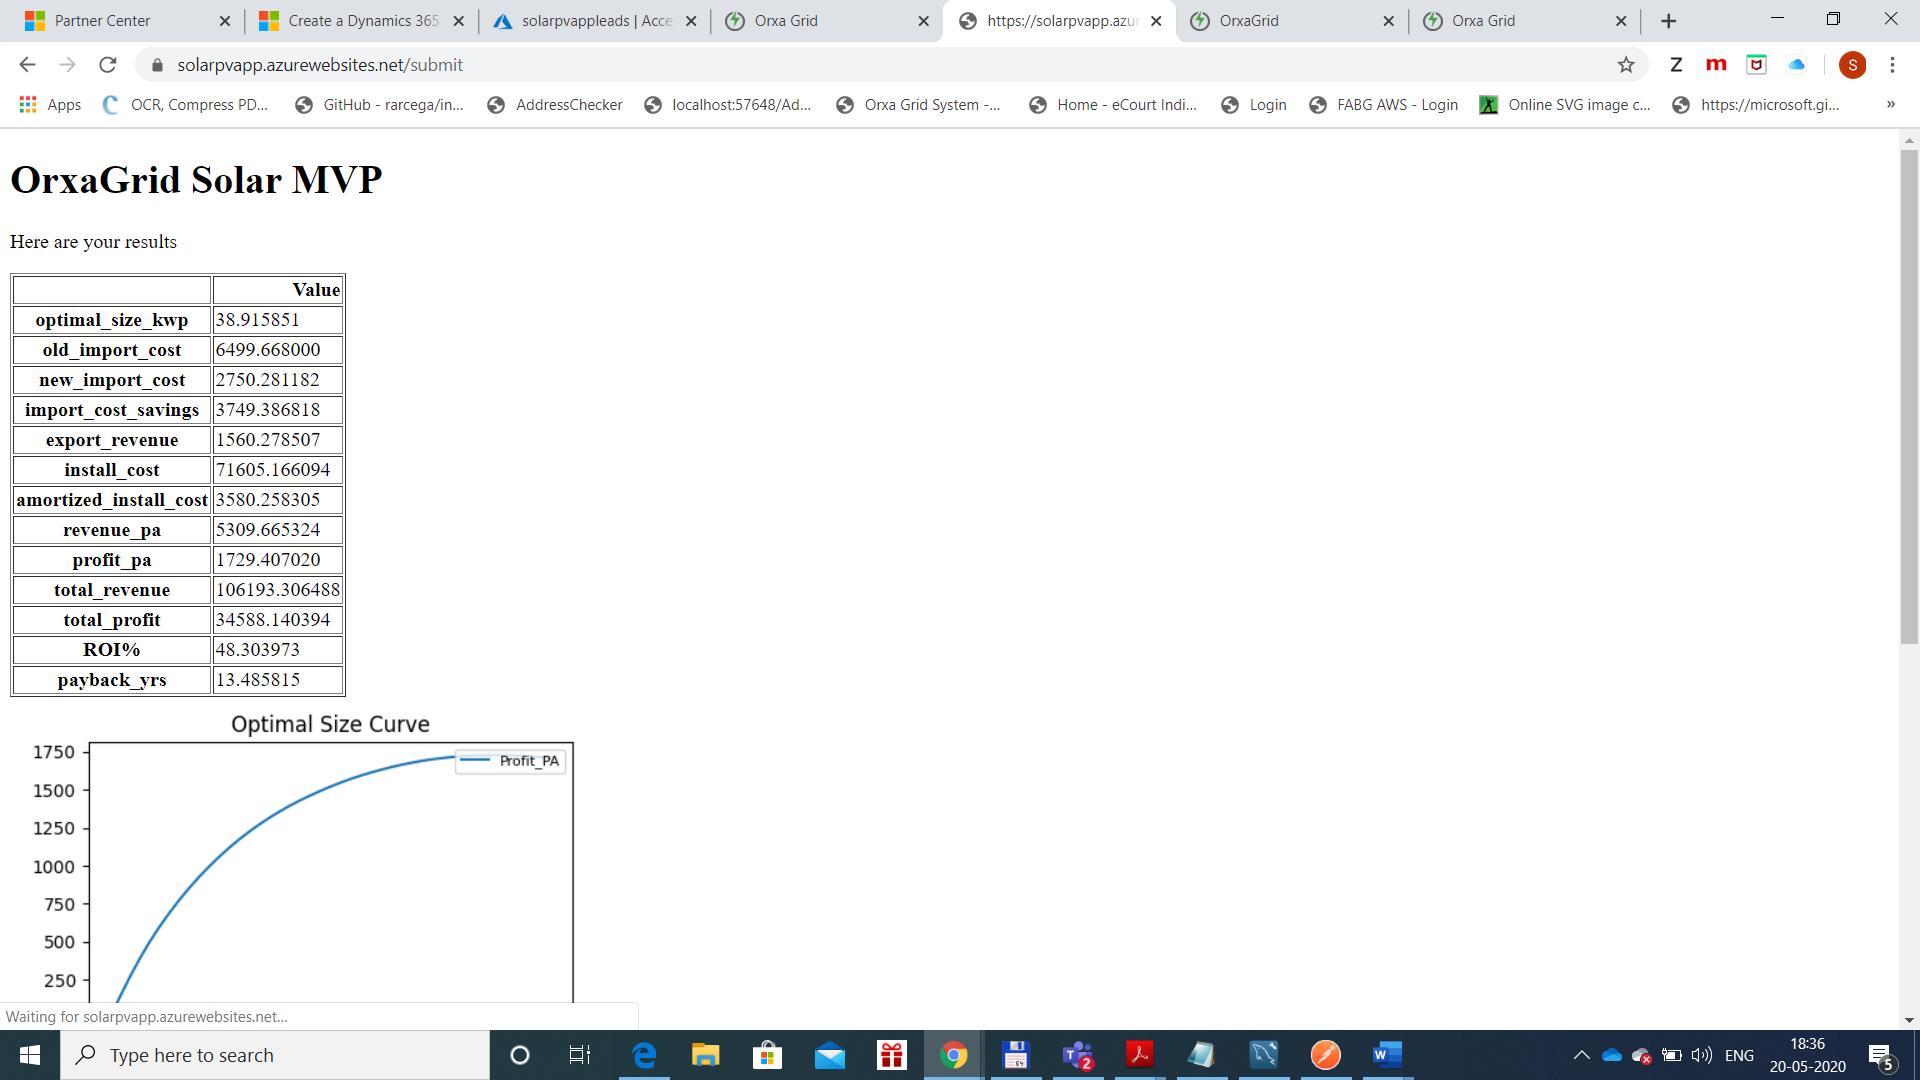 Partner Center
Create a Dynamics 365
solarpvappleads | Acce
Orxa Grid
https://solarpvapp.azur
OrxaGrid
Orxa Grid
solarpvapp.azurewebsites.net/submit
Z
m
S
Apps
OCR, Compress PD...
GitHub - rarcega/in...
AddressChecker
localhost:57648/Ad...
Orxa Grid System -...
Home - eCourt Indi...
Login
FABG AWS - Login
Online SVG image c...
https://microsoft.gi...
»
OrxaGrid Solar MVP
Here are your results
Value
optimal_size_kwp 38.915851
old_import_cost 6499.668000
new_import_cost 2750.281182
import_cost_savings 3749.386818
export_revenue 1560.278507
install_cost 71605.166094
amortized_install_cost 3580.258305
revenue_pa 5309.665324
profit_pa 1729.407020
total_revenue 106193.306488
total_profit 34588.140394
ROI% 48.303973
payback_yrs 13.485815
Optimal Size Curve
Profit_PA
1750
1500
1250
1000
750
500
250
Waiting for solarpvapp.azurewebsites.net...
Type here to search
64
T
2
W
ENG
18:36
20-05-2020
5